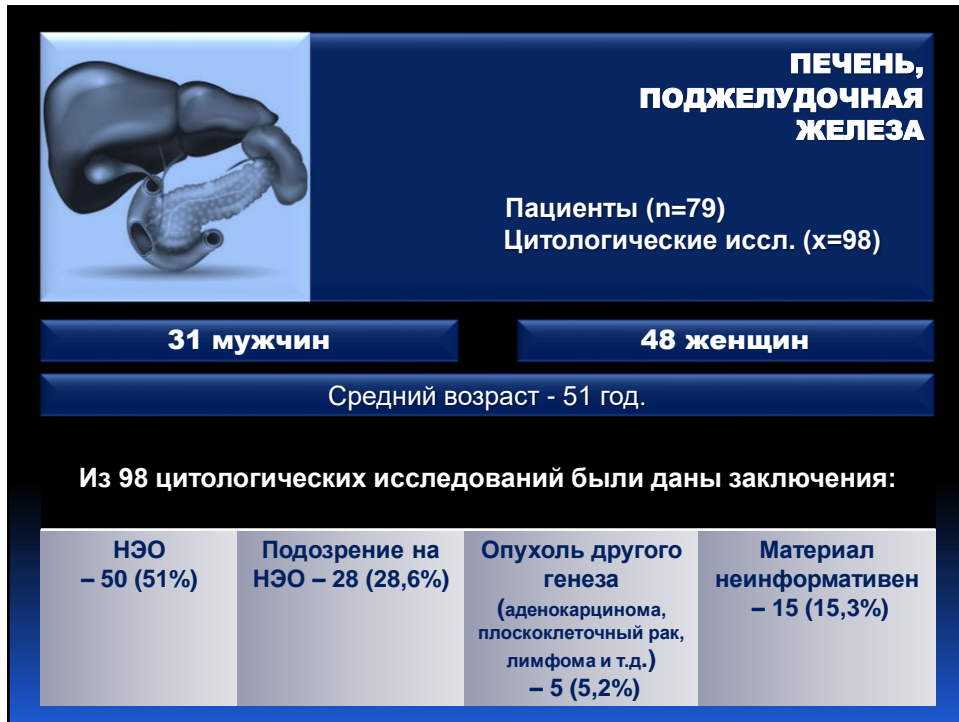 ПЕЧЕНЬ,
ПОДЖЕЛУДОЧНАЯ
ЖЕЛЕЗА
Пациенты (n=79)
Цитологические иссл. (x=98)
31 мужчин
48 женщин
Средний возраст - 51 год.
Из 98 цитологических исследований были даны заключения:
НЭО
– 50 (51%)
Подозрение на
НЭО – 28 (28,6%)
Опухоль другого
генеза
(аденокарцинома,
плоскоклеточный рак,
лимфома и т.д.)
– 5 (5,2%)
Материал
неинформативен
– 15 (15,3%)